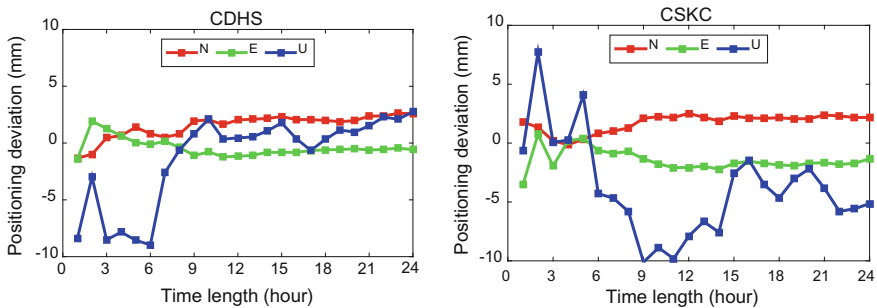 CDHS
Positioning deviation (mm)
N E U
10
5
0
-5
-10
0 3 6 9 12 15 18 21 24
Time length (hour)
CSKC
Positioning deviation (mm)
N E U
10
5
0
-5
-10
0 3 6 9 12 15 18 21 24
Time length (hour)